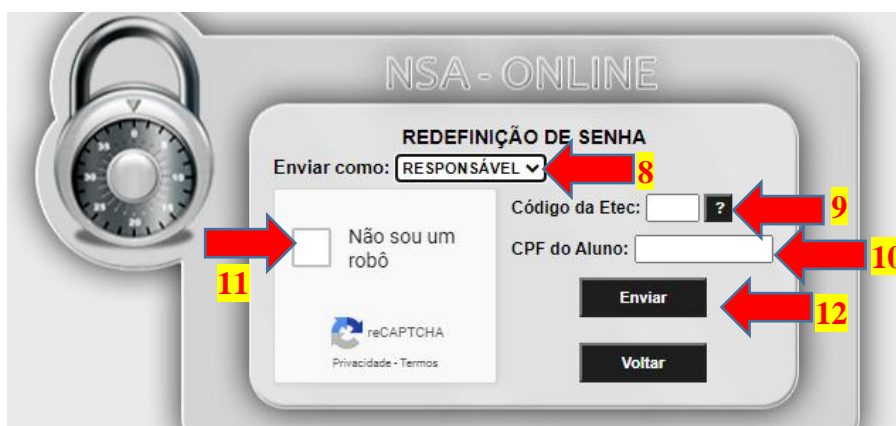 NSA - ONLINE
REDEFINIÇÃO DE SENHA
Enviar como: RESPONSÁVEL
8
Código da Etec: ?
9
Não sou um
robô
CPF do Aluno:
10
11
Enviar
12
reCAPTCHA
Privacidade - Termos
Voltar